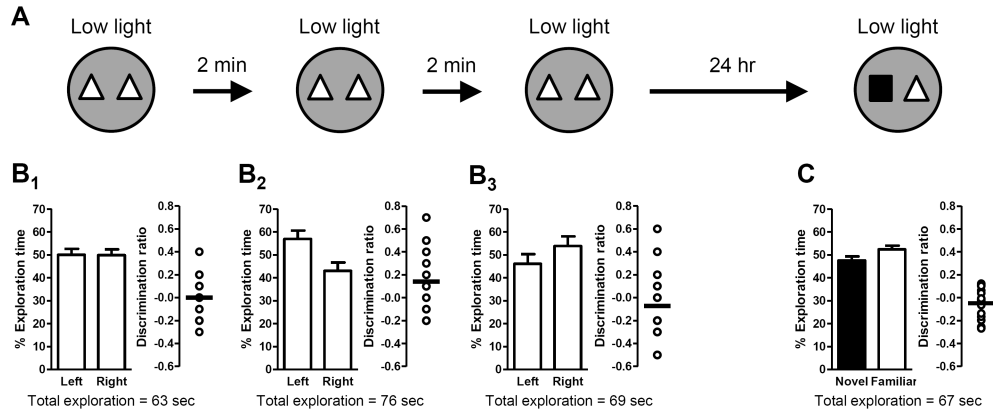 A
Low light
Low light
Low light
Low light
2 min
2 min
24 hr
B1
% Exploration time
70
60
50
40
30
20
10
0
Left Right
Discrimination ratio
0.8
0.6
0.4
0.2
-0.0
-0.2
-0.4
-0.6
Total exploration = 63 sec
B2
% Exploration time
70
60
50
40
30
20
10
0
Left Right
Discrimination ratio
0.8
0.6
0.4
0.2
-0.0
-0.2
-0.4
-0.6
Total exploration = 76 sec
B3
% Exploration time
70
60
50
40
30
20
10
0
Left Right
Discrimination ratio
0.8
0.6
0.4
0.2
-0.0
-0.2
-0.4
-0.6
Total exploration = 69 sec
C
% Exploration time
70
60
50
40
30
20
10
0
Novel Familiar
Discrimination ratio
0.8
0.6
0.4
0.2
-0.0
-0.2
-0.4
-0.6
Total exploration = 67 sec